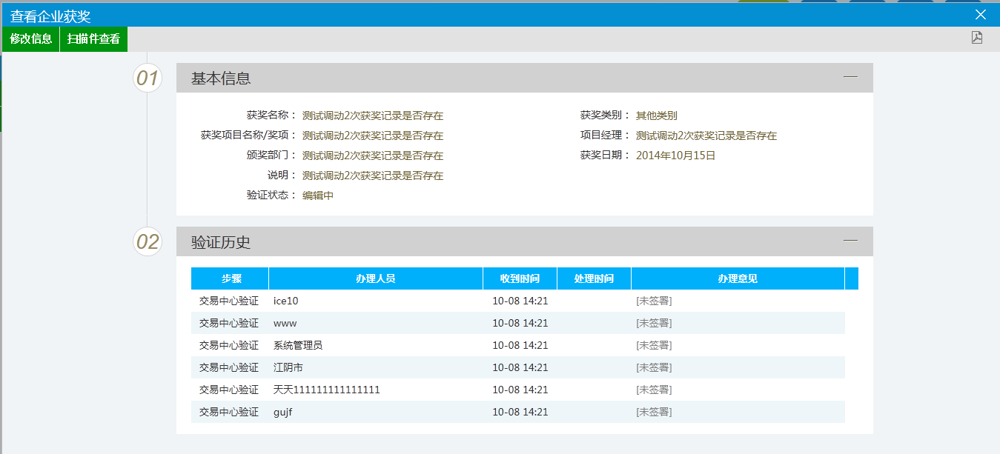 查看企业获奖
修改信息 扫描件查看
01 基本信息
获奖名称： 测试调动2次获奖记录是否存在 获奖类别： 其他类别
获奖项目名称/奖项： 测试调动2次获奖记录是否存在 项目经理： 测试调动2次获奖记录是否存在
颁奖部门： 测试调动2次获奖记录是否存在 获奖日期： 2014年10月15日
说明： 测试调动2次获奖记录是否存在
验证状态： 编辑中
02 验证历史
步骤 办理人员 收到时间 处理时间 办理意见
交易中心验证 ice10 10-08 14:21 [未签署]
交易中心验证 www 10-08 14:21 [未签署]
交易中心验证 系统管理员 10-08 14:21 [未签署]
交易中心验证 江阴市 10-08 14:21 [未签署]
交易中心验证 天天111111111111111 10-08 14:21 [未签署]
交易中心验证 gujf 10-08 14:21 [未签署]